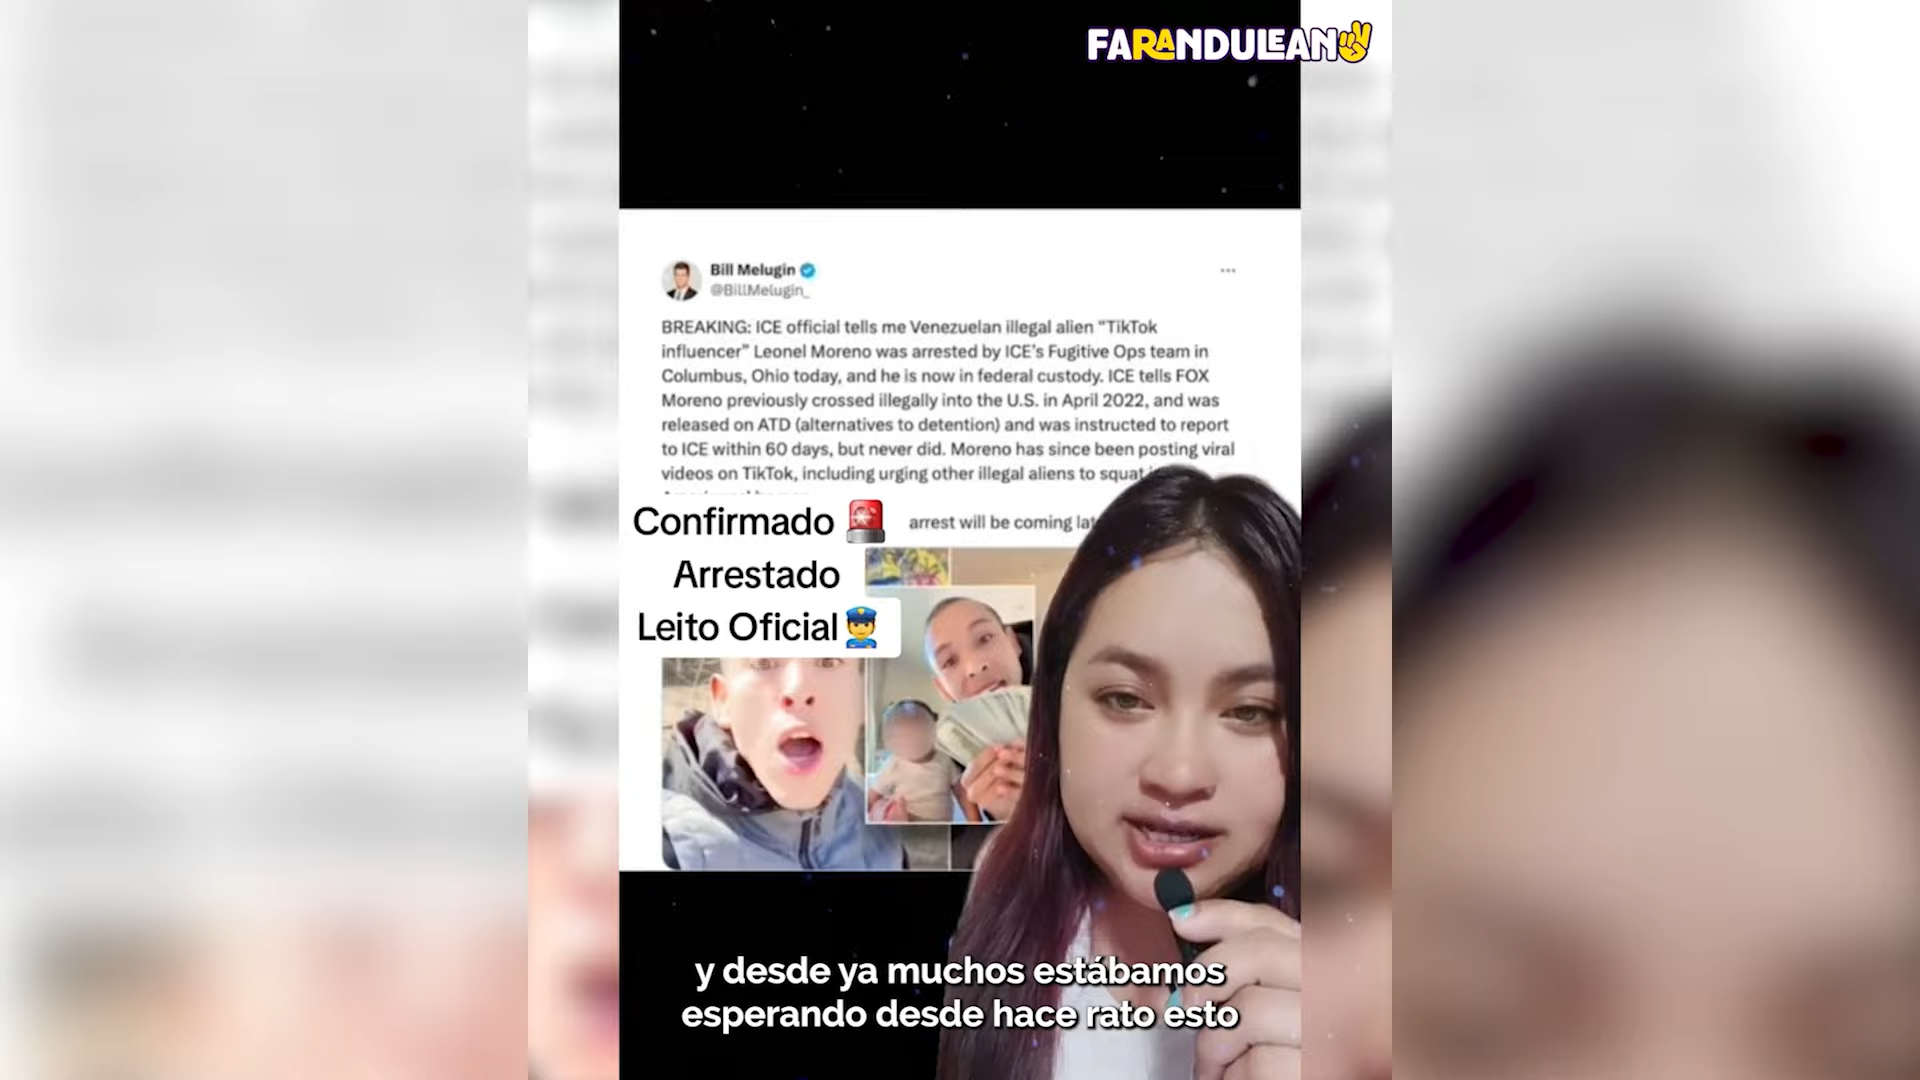 FARANDULEANO
Bill Melugin
@BillMelugin_
BREAKING: ICE official tells me Venezuelan illegal alien “TikTok
influencer” Leonel Moreno was arrested by ICE’s Fugitive Ops team in
Columbus, Ohio today, and he is now in federal custody. ICE tells FOX
Moreno previously crossed illegally into the U.S. in April 2022, and was
released on ATD (alternatives to detention) and was instructed to report
to ICE within 60 days, but never did. Moreno has since been posting viral
videos on TikTok, including urging other illegal aliens to squat
arrest will be coming
Confirmado
Arrestado
Leito Oficial
y desde ya muchos estábamos
esperando desde hace rato esto